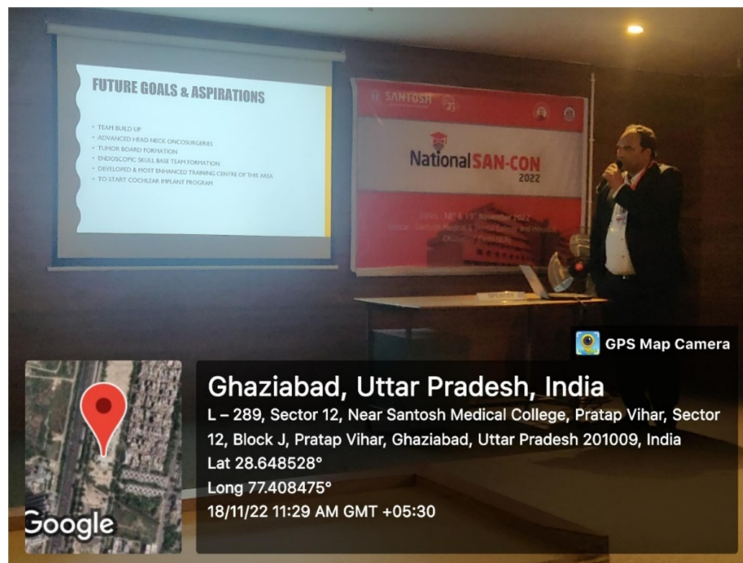 FUTURE GOALS & ASPIRATIONS
• TEAM BUILD UP
• ADVANCED HEAD NECK ONCOSURGERIES
• TUMOR BOARD FORMATION
• ENDOSCOPIC SKULL BASE TEAM FORMATION
• DEVELOPED & MOST ENHANCED TRAINING CENTRE OF THIS AREA
• TO START COCHLEAR IMPLANT PROGRAM
SANTOSH
National SAN-CON
2022
November 2022
GPS Map Camera
Google
Ghaziabad, Uttar Pradesh, India
L – 289, Sector 12, Near Santosh Medical College, Pratap Vihar, Sector
12, Block J, Pratap Vihar, Ghaziabad, Uttar Pradesh 201009, India
Lat 28.648528°
Long 77.408475°
18/11/22 11:29 AM GMT +05:30